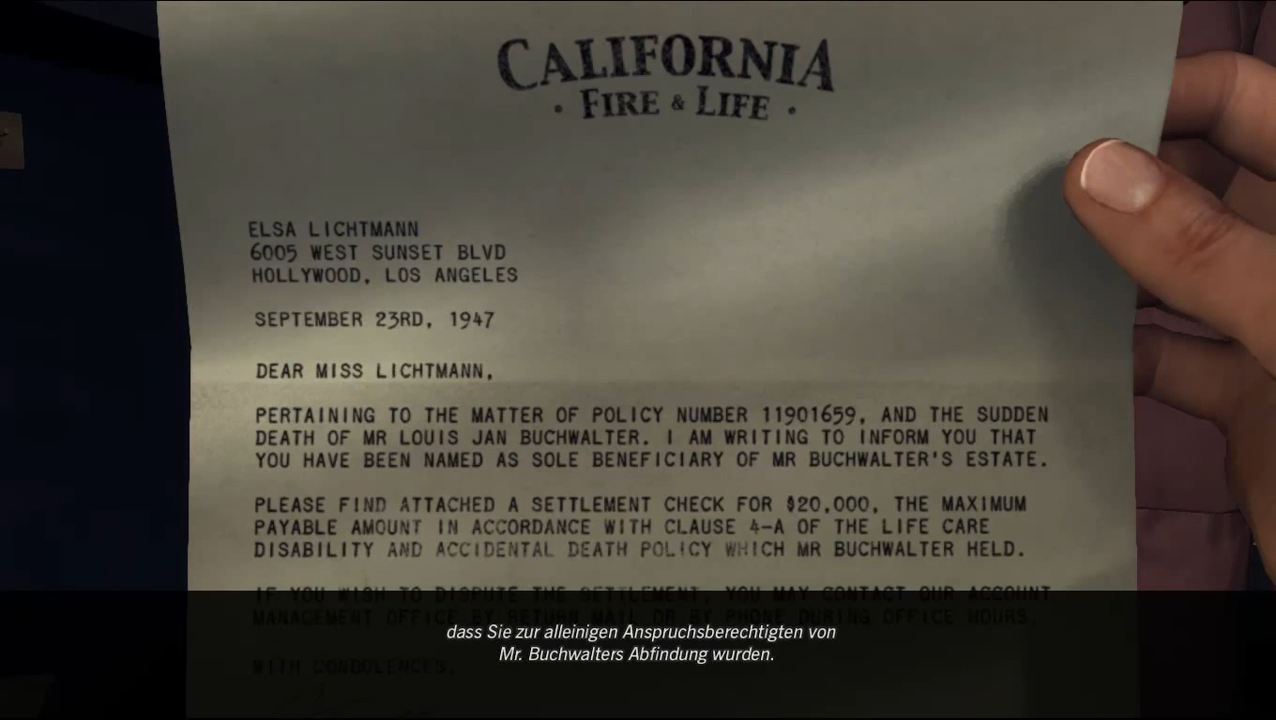 CALIFORNIA
· FIRE & LIFE ·
ELSA LICHTMANN
6005 WEST SUNSET BLVD
HOLLYWOOD, LOS ANGELES
SEPTEMBER 23RD, 1947
DEAR MISS LICHTMANN,
PERTAINING TO THE MATTER OF POLICY NUMBER 11901659, AND THE SUDDEN
DEATH OF MR LOUIS JAN BUCHWALTER. I AM WRITING TO INFORM YOU THAT
YOU HAVE BEEN NAMED AS SOLE BENEFICIARY OF MR BUCHWALTER'S ESTATE.
PLEASE FIND ATTACHED A SETTLEMENT CHECK FOR $20,000, THE MAXIMUM
PAYABLE AMOUNT IN ACCORDANCE WITH CLAUSE 4-A OF THE LIFE CARE
DISABILITY AND ACCIDENTAL DEATH POLICY WHICH MR BUCHWALTER HELD.
IF YOU WISH TO DISPUTE THE SETTLEMENT, YOU MAY CONTACT OUR ACCOUNT
MANAGEMENT OFFICE BY RETURN MAIL OR BY PHONE DURING OFFICE HOURS.
dass Sie zur alleinigen Anspruchsberechtigten von
Mr. Buchwalters Abfindung wurden.
WITH CONDOLENCES,